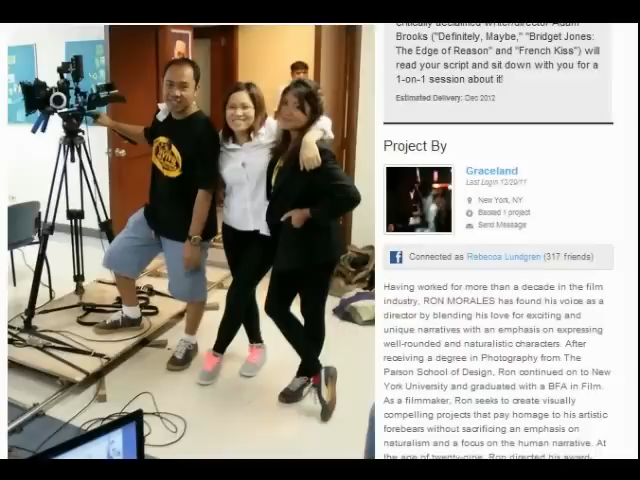 critically acclaimed writer/director Adam
Brooks ("Definitely, Maybe," "Bridget Jones:
The Edge of Reason" and "French Kiss") will
read your script and sit down with you for a
1-on-1 session about it!
Estimated Delivery: Dec 2012
Project By
Graceland
Last Login 12/29/11
New York, NY
Backed 1 project
Send Message
Connected as Rebecca Lundgren (317 friends)
Having worked for more than a decade in the film
industry, RON MORALES has found his voice as a
director by blending his love for exciting and
unique narratives with an emphasis on expressing
well-rounded and naturalistic characters. After
receiving a degree in Photography from The
Parson School of Design, Ron continued on to New
York University and graduated with a BFA in Film.
As a filmmaker, Ron seeks to create visually
compelling projects that pay homage to his artistic
forebears without sacrificing an emphasis on
naturalism and a focus on the human narrative. At
the age of twenty-nine, Ron directed his award-